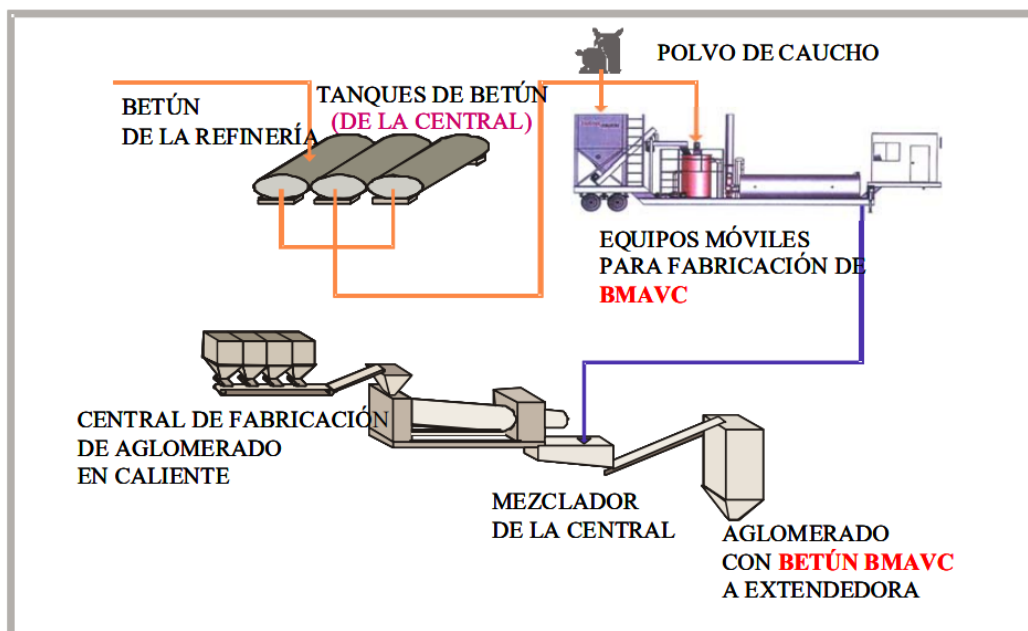 POLVO DE CAUCHO
BETÚN
DE LA REFINERÍA
TANQUES DE BETÚN
(DE LA CENTRAL)
EQUIPOS MÓVILES
PARA FABRICACIÓN DE
BMAVC
CENTRAL DE FABRICACIÓN
DE AGLOMERADO
EN CALIENTE
MEZCLADOR
DE LA CENTRAL
AGLOMERADO
CON BETÚN BMAVC
A EXTENDEDORA